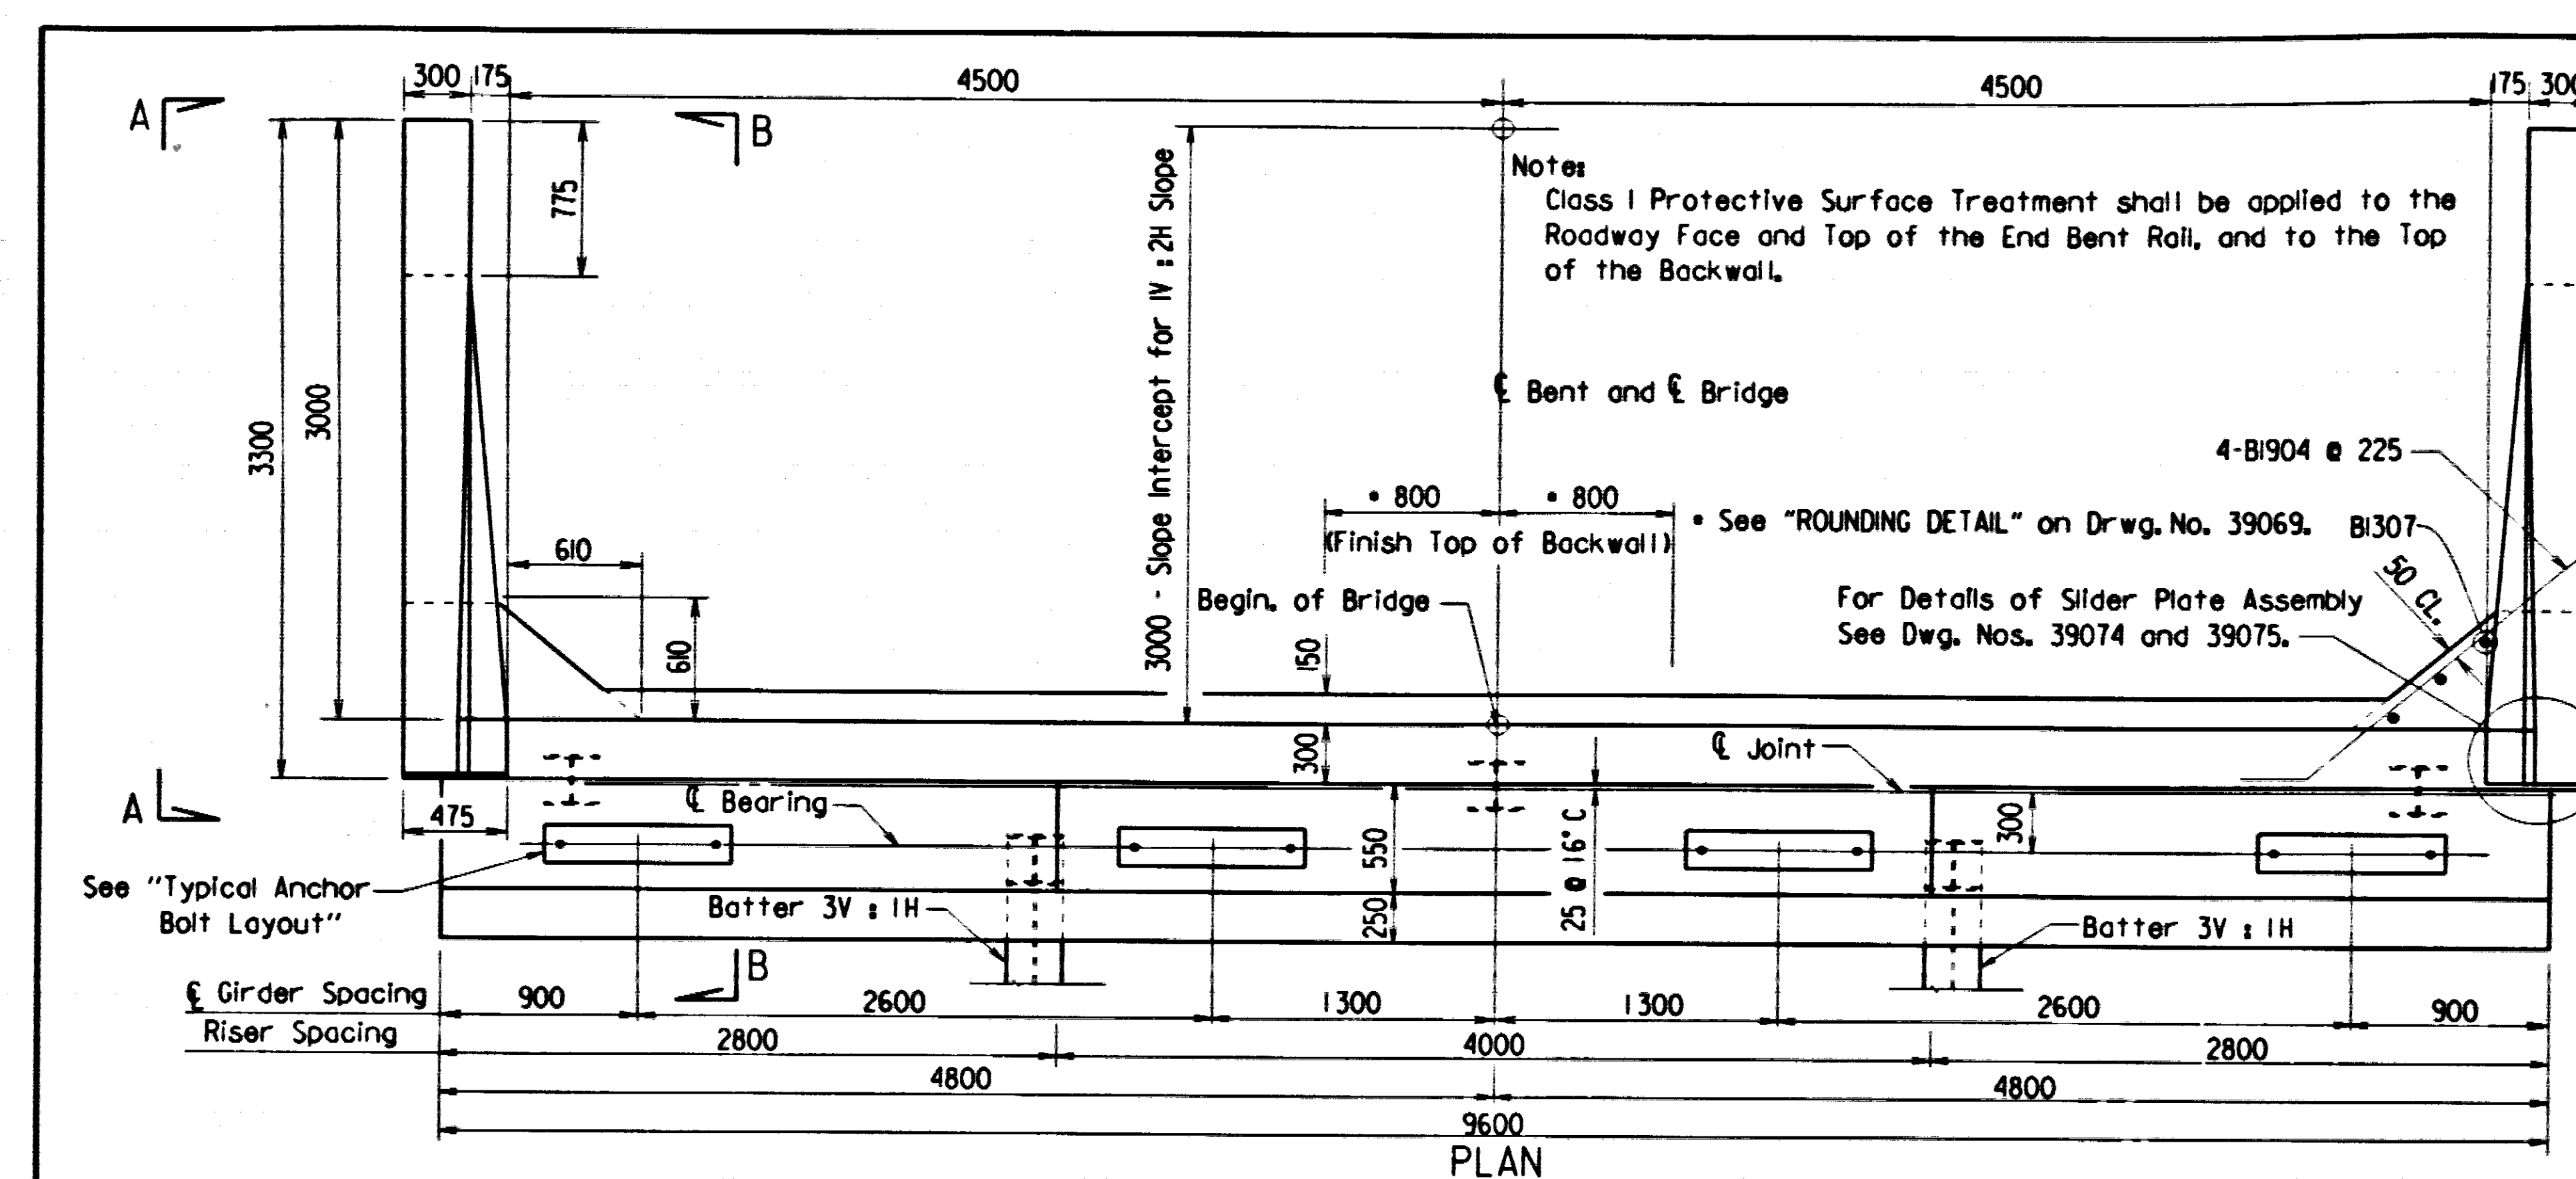 300 175 4500 4500 175 300
A B
775
Note:
Class 1 Protective Surface Treatment shall be applied to the
Roadway Face and Top of the End Bent Rail, and to the Top
of the Backwall.
3000 - Slope Intercept for 1V : 2H Slope
3300
3000
℄ Bent and ℄ Bridge
4-B1904 @ 225
* 800 * 800
(Finish Top of Backwall)
* See "ROUNDING DETAIL" on Drwg. No. 39069.
B1307
50 CL.
610
610
Begin. of Bridge
For Details of Slider Plate Assembly
See Dwg. Nos. 39074 and 39075.
150
300
℄ Joint
A
475
℄ Bearing
550
25 @ 16°C
300
See "Typical Anchor
Bolt Layout"
Batter 3V : 1H
250
Batter 3V : 1H
B
℄ Girder Spacing 900 2600 1300 1300 2600 900
Riser Spacing 2800 4000 2800
4800 4800
9600
PLAN